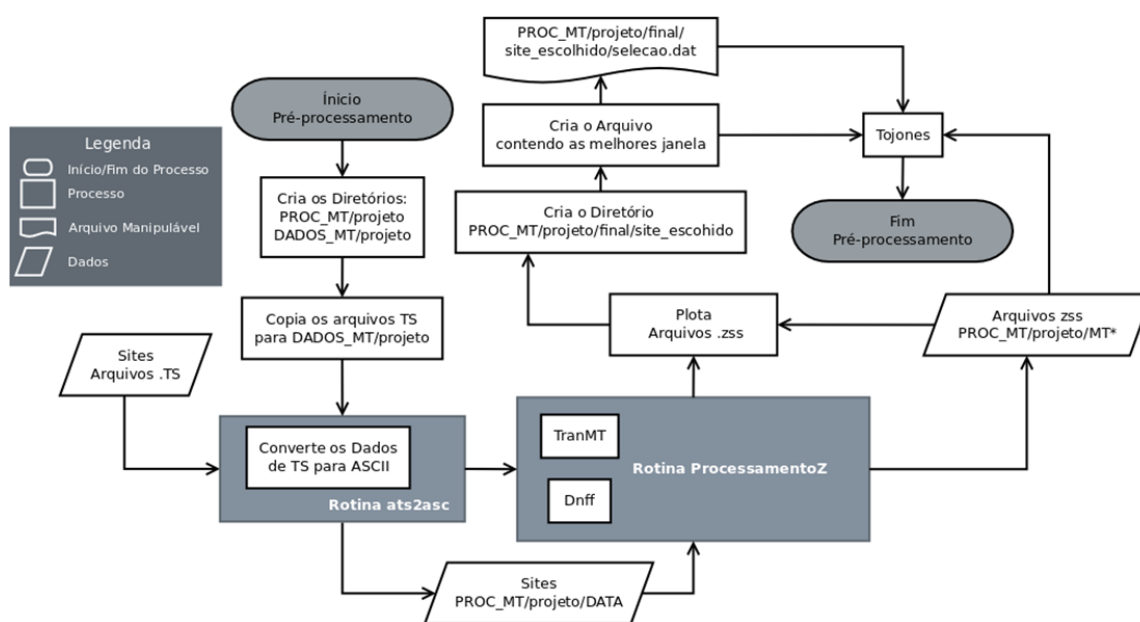 PROC_MT/projeto/final/
site_escolhido/selecao.dat
Ínicio
Pré-processamento
Legenda
Início/Fim do Processo
Processo
Arquivo Manipulável
Dados
Cria o Arquivo
contendo as melhores janela
Tojones
Cria os Diretórios:
PROC_MT/projeto
DADOS_MT/projeto
Cria o Diretório
PROC_MT/projeto/final/site_escohido
Fim
Pré-processamento
Copia os arquivos TS
para DADOS_MT/projeto
Plota
Arquivos .zss
Arquivos zss
PROC_MT/projeto/MT*
Sites
Arquivos .TS
Converte os Dados
de TS para ASCII
Rotina ats2asc
TranMT
Rotina ProcessamentoZ
Dnff
Sites
PROC_MT/projeto/DATA